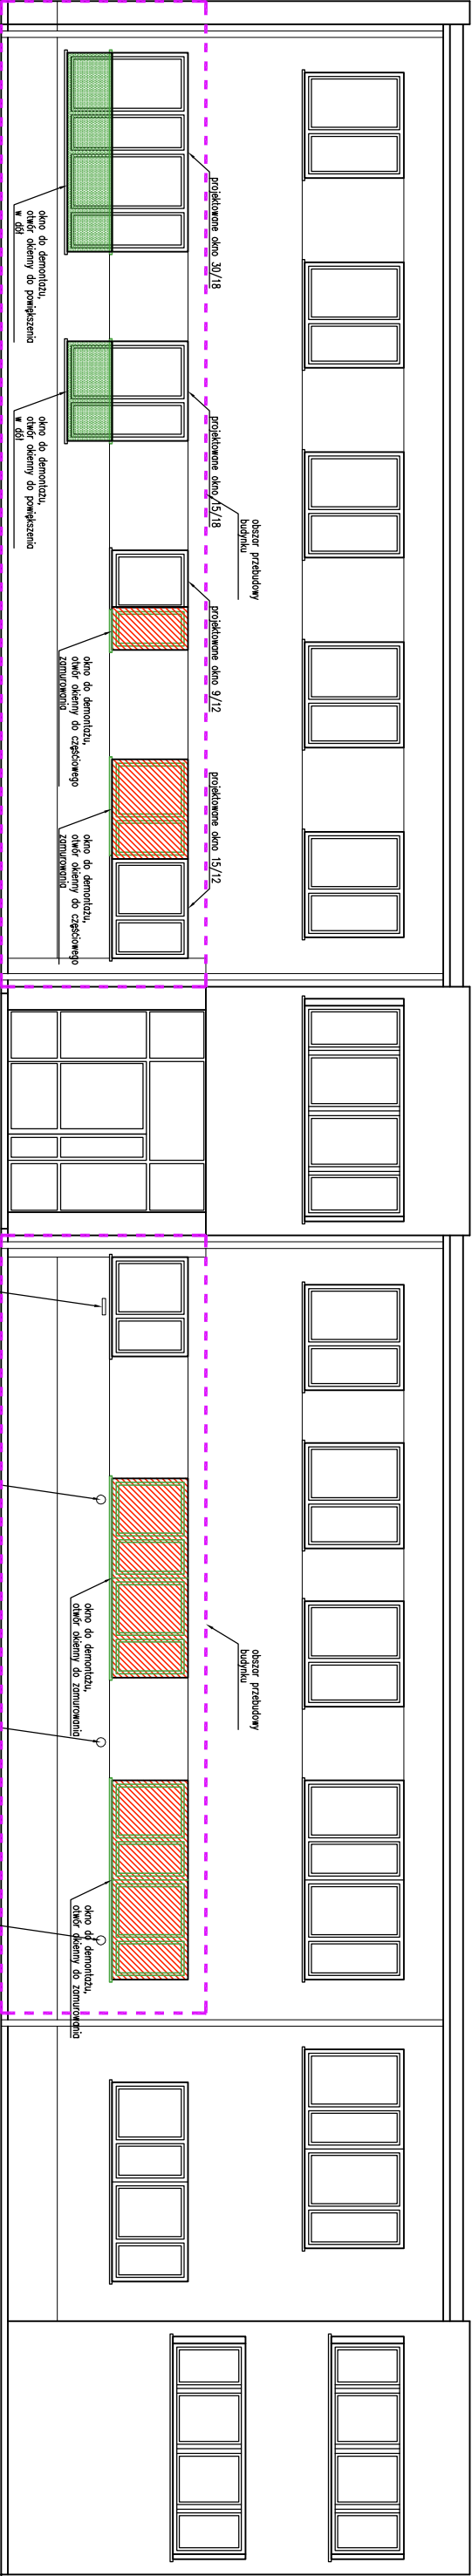 projektowane okno 30/18
okno do demontażu,
otwór okienny do powiększenia
w dół
projektowane okno 15/18
okno do demontażu,
otwór okienny do powiększenia
w dół
obszar przebudowy
budynku
projektowane okno 9/12
okno do demontażu,
otwór okienny do częściowego
zamurowania
projektowane okno 15/12
okno do demontażu,
otwór okienny do częściowego
zamurowania
obszar przebudowy
budynku
okno do demontażu,
otwór okienny do zamurowania
okno do demontażu,
otwór okienny do zamurowania